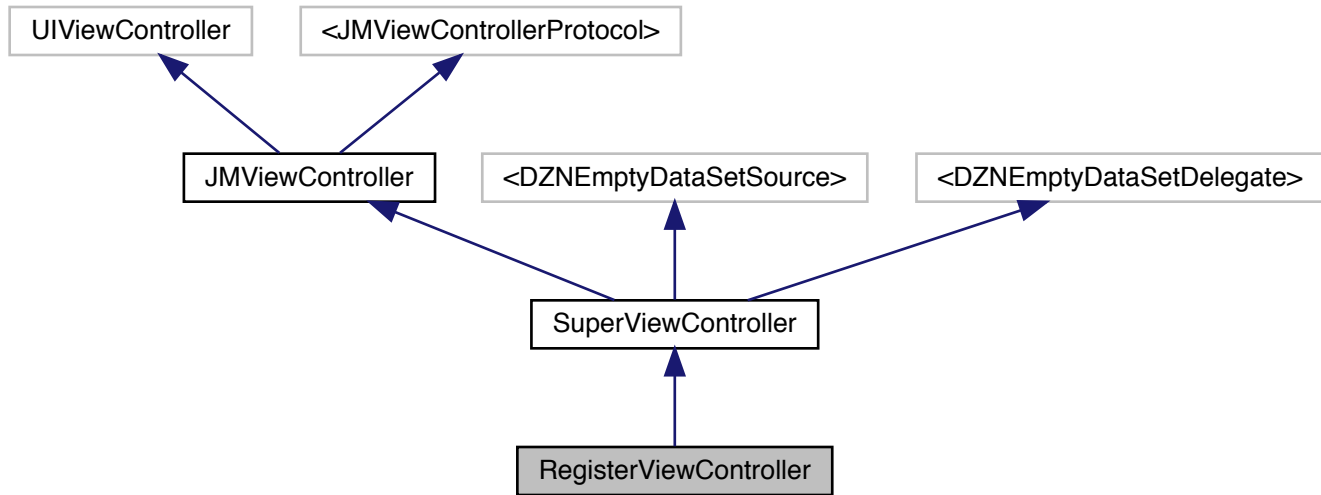 UIViewController
<JMViewControllerProtocol>
JMViewController
<DZNEmptyDataSetSource>
<DZNEmptyDataSetDelegate>
SuperViewController
RegisterViewController